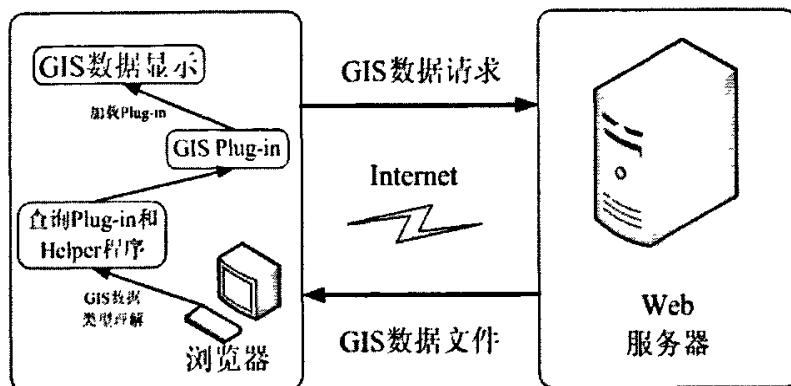 GIS数据显示
加载Plug-in
GIS Plug-in
查询Plug-in和
Helper程序
GIS数据
类型理解
浏览器
GIS数据请求
Internet
GIS数据文件
Web
服务器